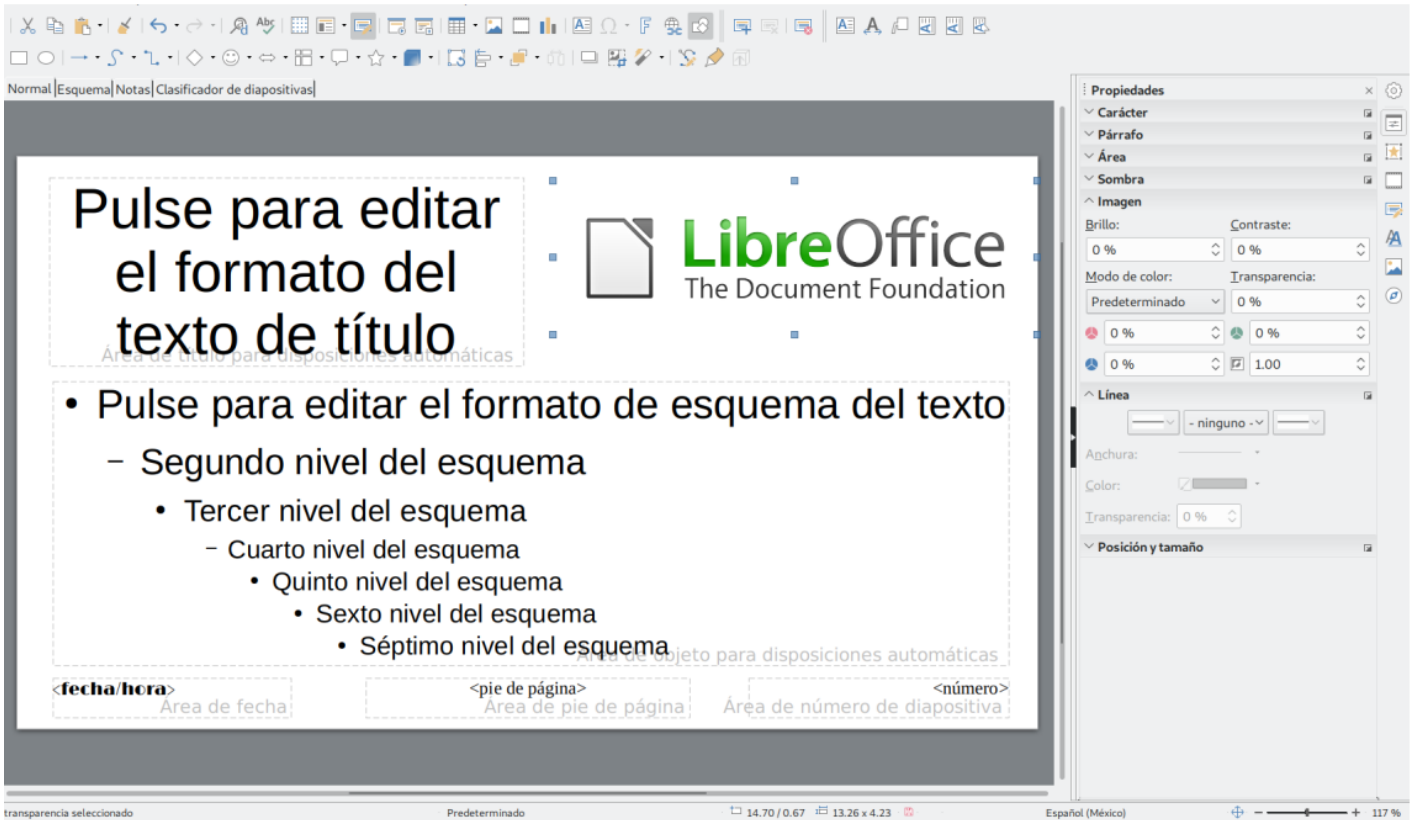 Normal Esquema Notas Clasificador de diapositivas
Pulse para editar
el formato del
texto de título
Área de título para disposiciones automáticas
LibreOffice
The Document Foundation
• Pulse para editar el formato de esquema del texto
– Segundo nivel del esquema
• Tercer nivel del esquema
– Cuarto nivel del esquema
• Quinto nivel del esquema
• Sexto nivel del esquema
• Séptimo nivel del esquema
Área de objeto para disposiciones automáticas
<fecha/hora>
Área de fecha
<pie de página>
Área de pie de página
<número>
Área de número de diapositiva
Propiedades
Carácter
Párrafo
Área
Sombra
Imagen
Brillo: Contraste:
0 % 0 %
Modo de color: Transparencia:
Predeterminado 0 %
0 % 0 %
0 % 1.00
Línea
- ninguno -
Anchura:
Color:
Transparencia: 0 %
Posición y tamaño
transparencia seleccionado Predeterminado 14.70 / 0.67 13.26 x 4.23 Español (México) 117 %